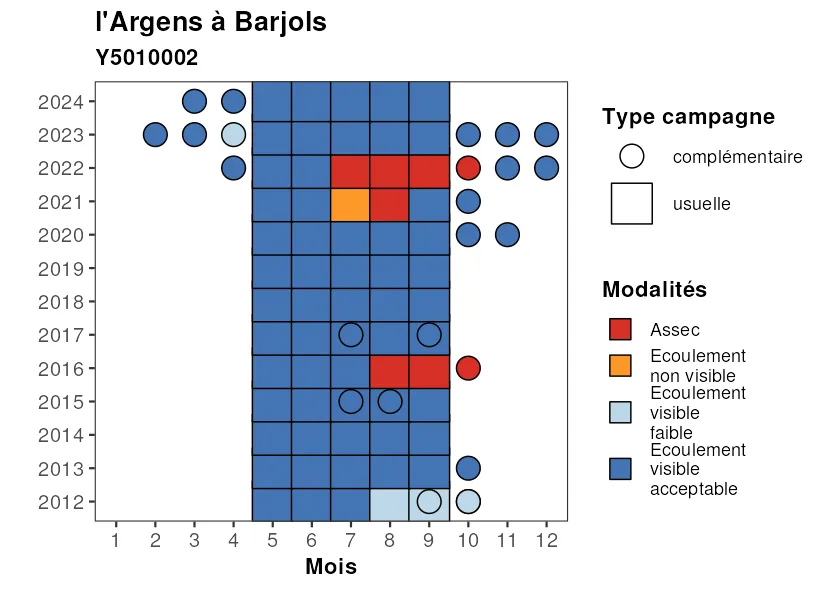 l'Argens à Barjols
Y5010002
2024
2023
2022
2021
2020
2019
2018
2017
2016
2015
2014
2013
2012
1 2 3 4 5 6 7 8 9 10 11 12
Mois
Type campagne
complémentaire
usuelle
Modalités
Assec
Ecoulement
non visible
Ecoulement
visible
faible
Ecoulement
visible
acceptable